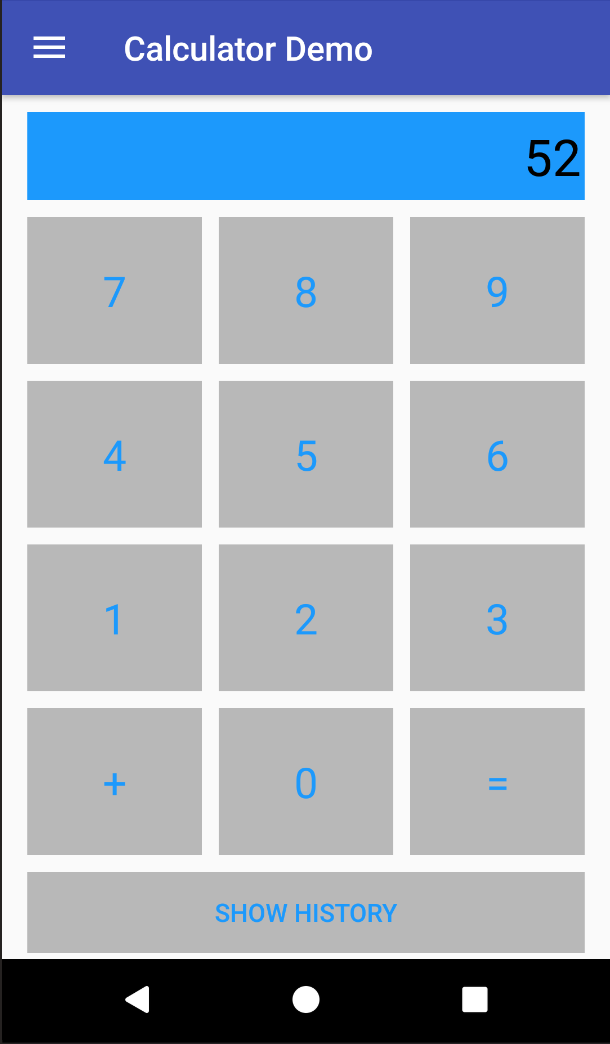 Calculator Demo
52
7 8 9
4 5 6
1 2 3
+ 0 =
SHOW HISTORY